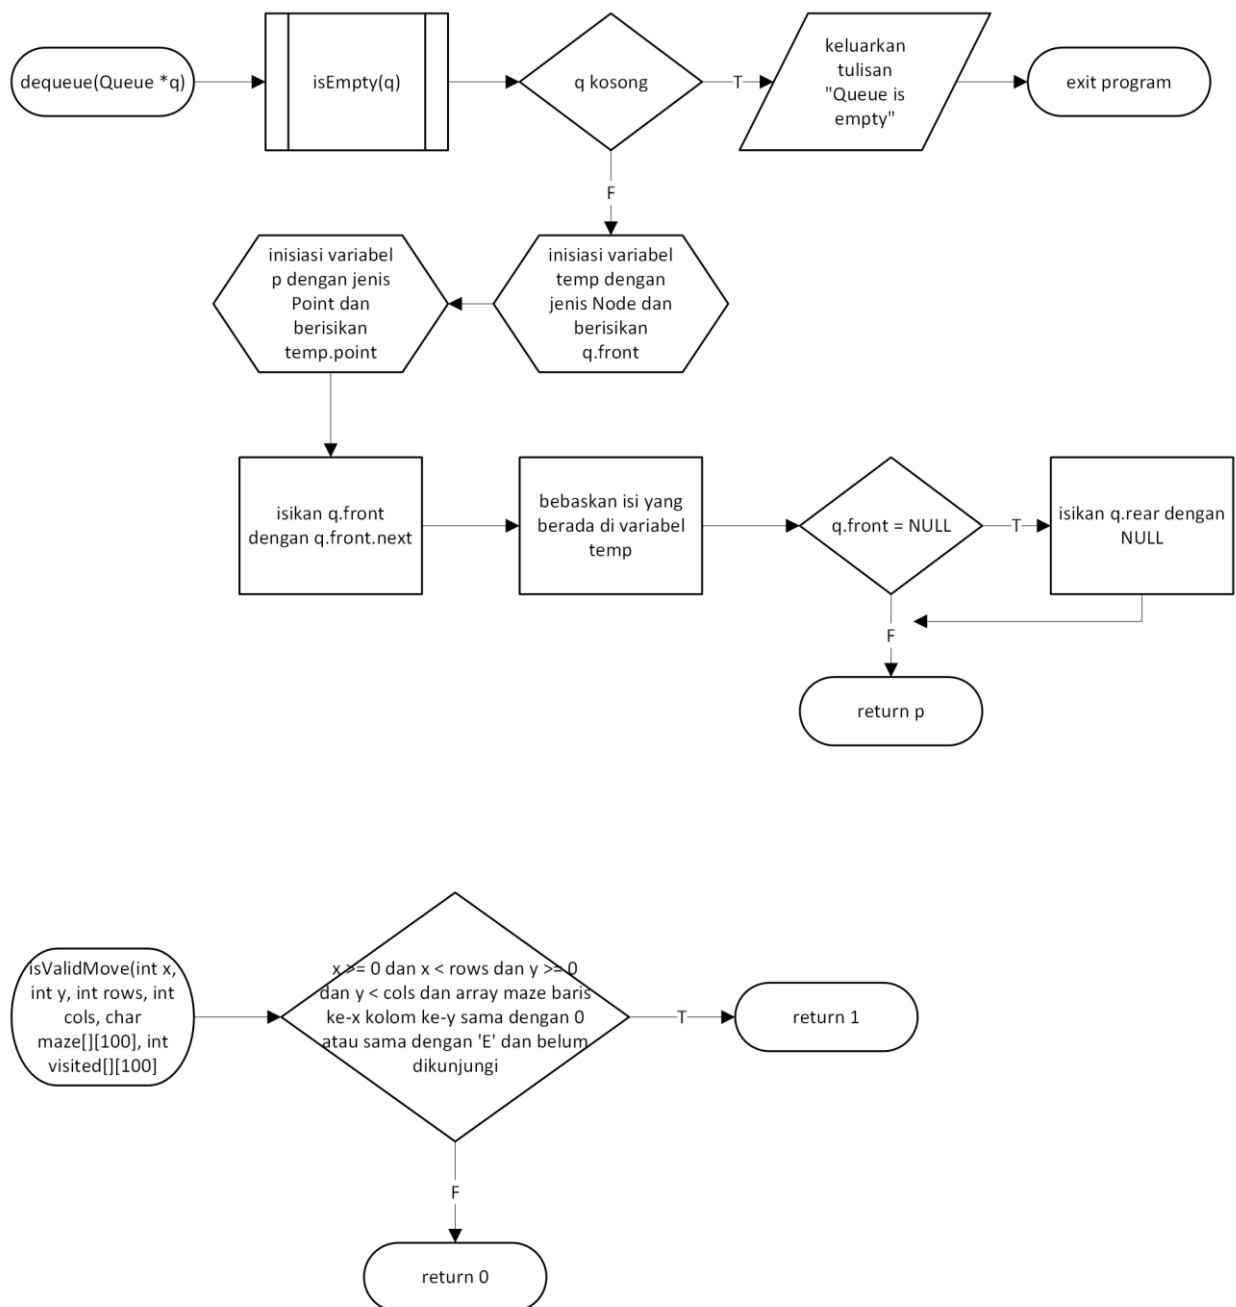 dequeue(Queue *q)
isEmpty(q)
q kosong
T
keluarkan
tulisan
"Queue is
empty"
exit program
F
inisiasi variabel
p dengan jenis
Point dan
berisikan
temp.point
inisiasi variabel
temp dengan
jenis Node dan
berisikan
q.front
isikan q.front
dengan q.front.next
bebaskan isi yang
berada di variabel
temp
q.front = NULL
T
isikan q.rear dengan
NULL
F
return p
isValidMove(int x,
int y, int rows, int
cols, char
maze[][100], int
visited[][100]
x >= 0 dan x < rows dan y >= 0
dan y < cols dan array maze baris
ke-x kolom ke-y sama dengan 0
atau sama dengan 'E' dan belum
dikunjungi
T
return 1
F
return 0